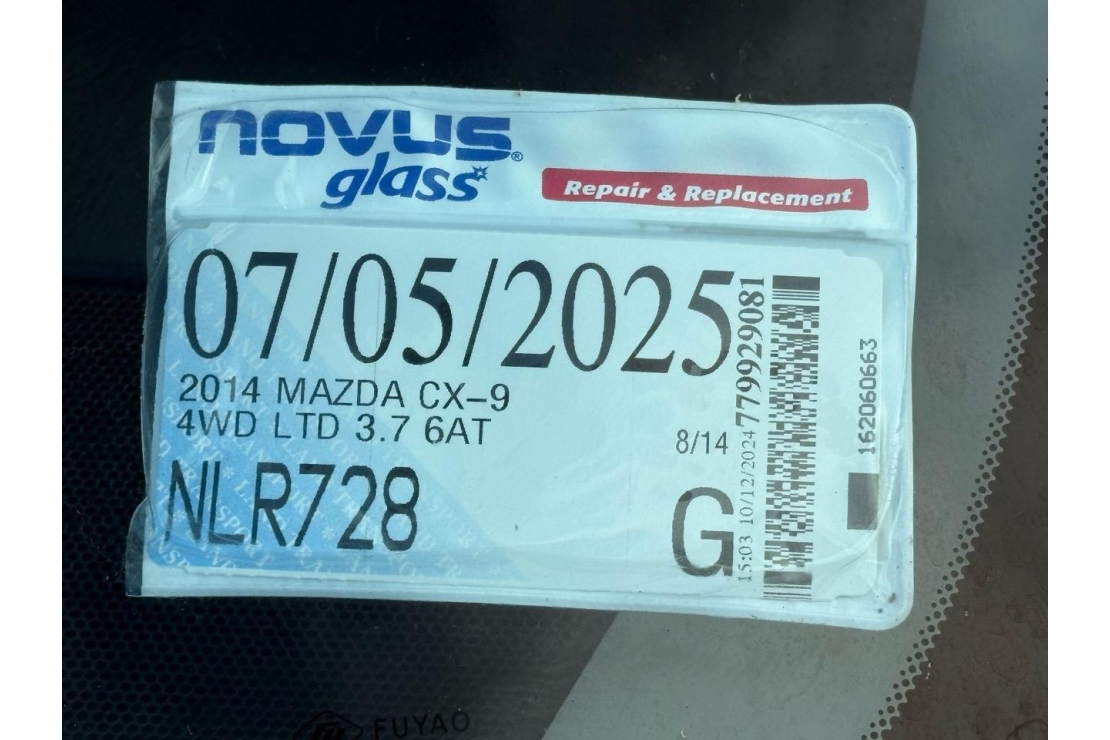 novus®
glass
Repair & Replacement
07/05/2025
2014 MAZDA CX-9
4WD LTD 3.7 6AT
8/14
NLR728
G
15:03 10/12/2024
779929081
162060663
FUYAO